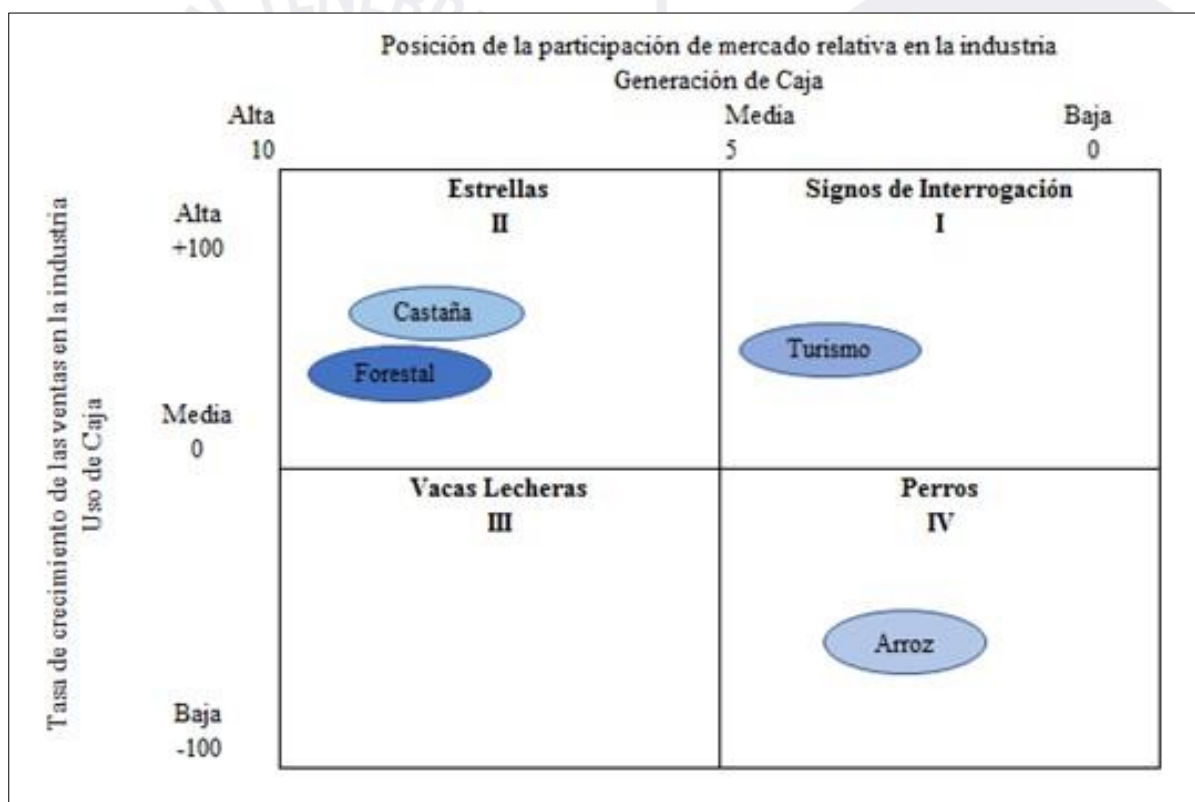 Posición de la participación de mercado relativa en la industria
Generación de Caja
Alta Media Baja
10 5 0
Tasa de crecimiento de las ventas en la industria
Uso de Caja
Alta
+100
Media
0
Baja
-100
Estrellas
II
Signos de Interrogación
I
Castaña
Forestal
Turismo
Vacas Lecheras
III
Perros
IV
Arroz